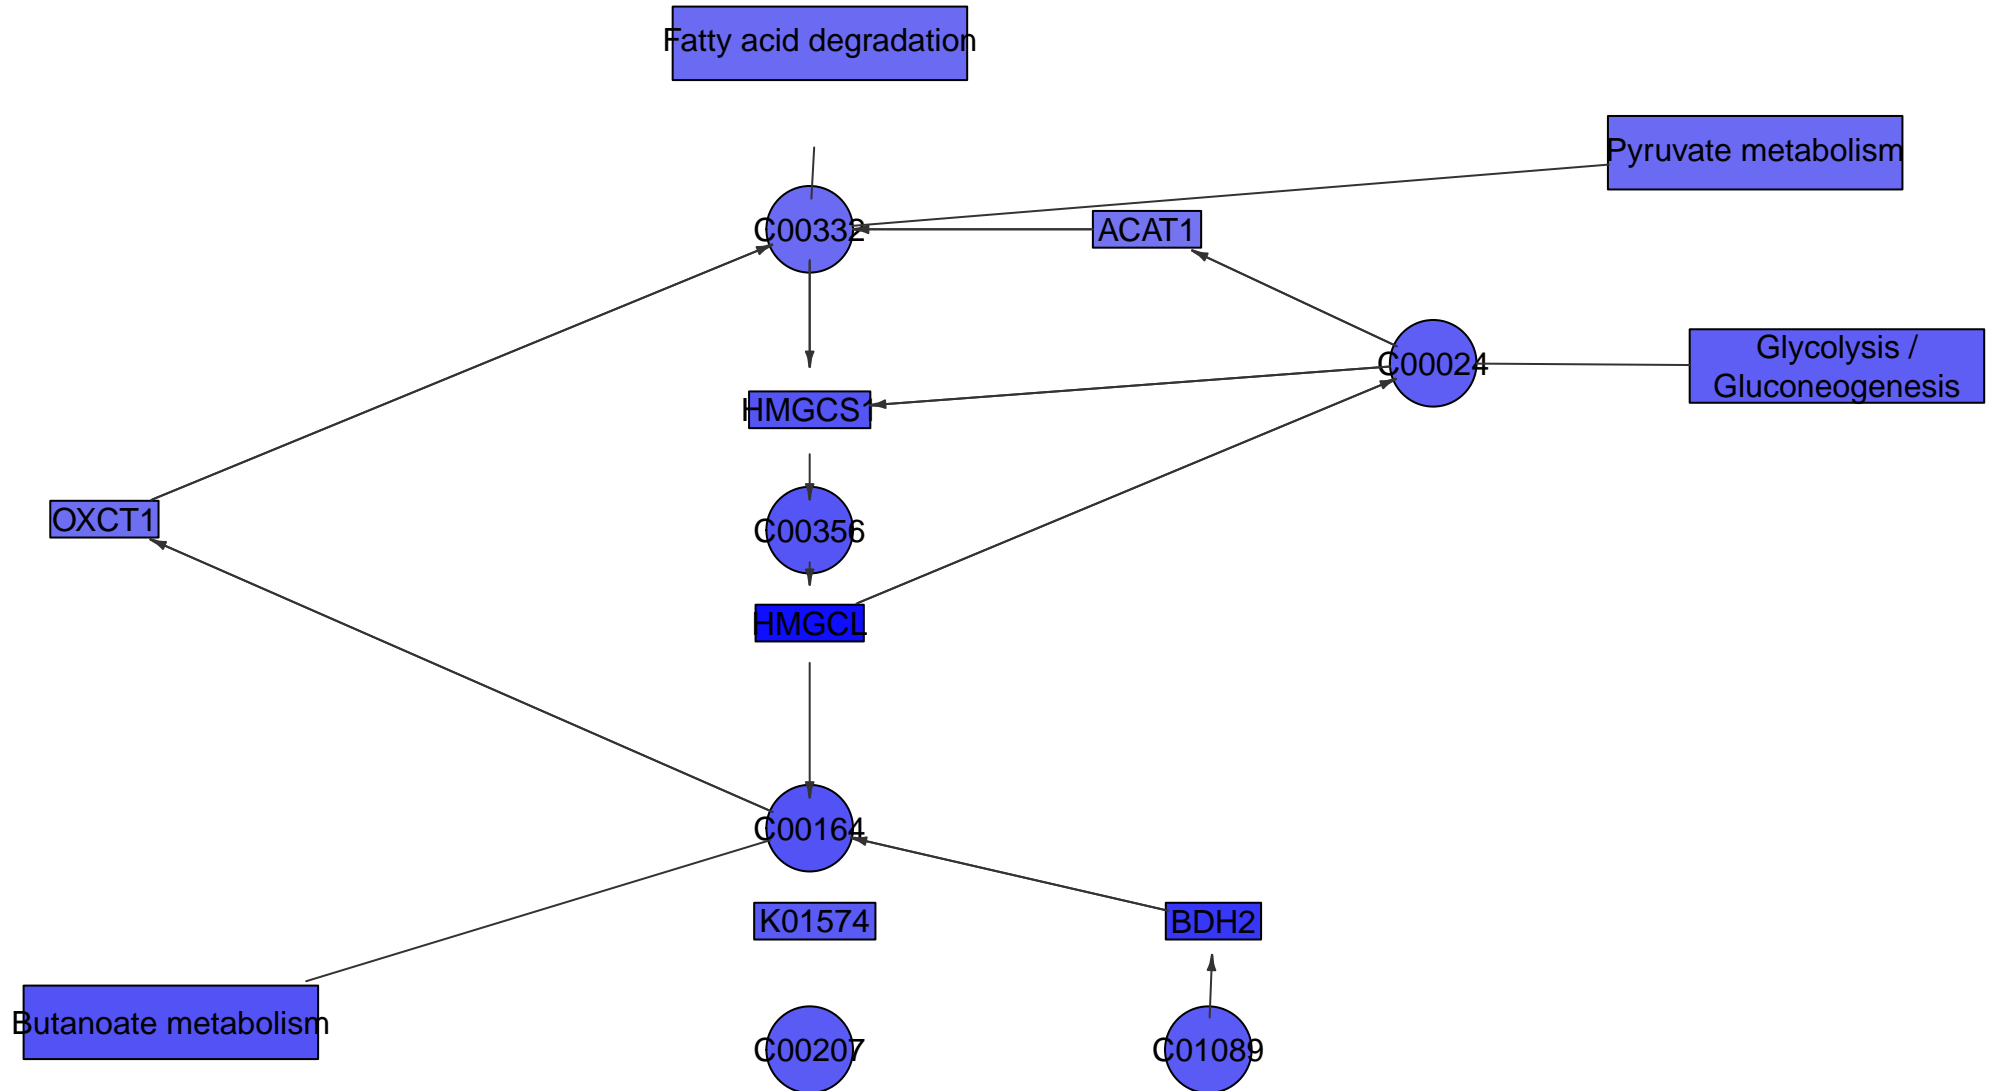 Fatty acid degradation
Pyruvate metabolism
C00332
ACAT1
Glycolysis /
Gluconeogenesis
C00024
HMGCS1
OXCT1
C00356
HMGCL
C00164
K01574
BDH2
Butanoate metabolism
C00207
C01089